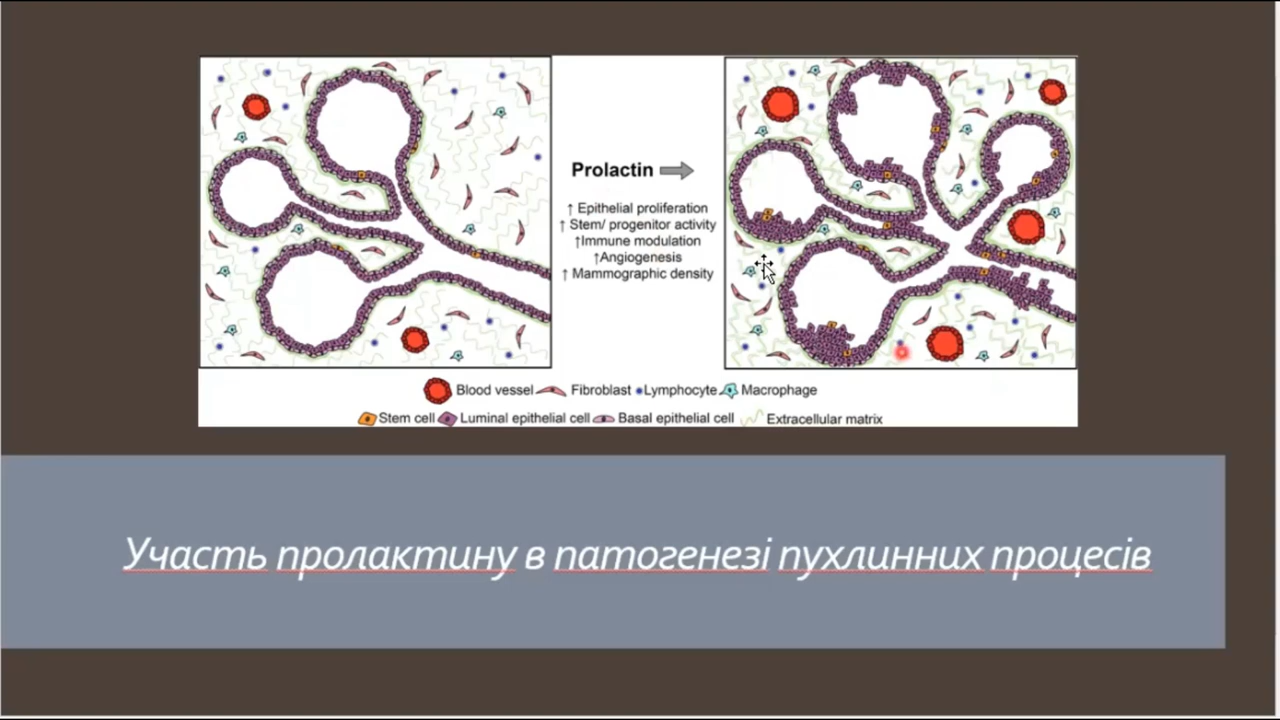 Prolactin
↑ Epithelial proliferation
↑ Stem/ progenitor activity
↑Immune modulation
↑Angiogenesis
↑ Mammographic density
Blood vessel Fibroblast Lymphocyte Macrophage
Stem cell Luminal epithelial cell Basal epithelial cell Extracellular matrix
Участь пролактину в патогенезі пухлинних процесів